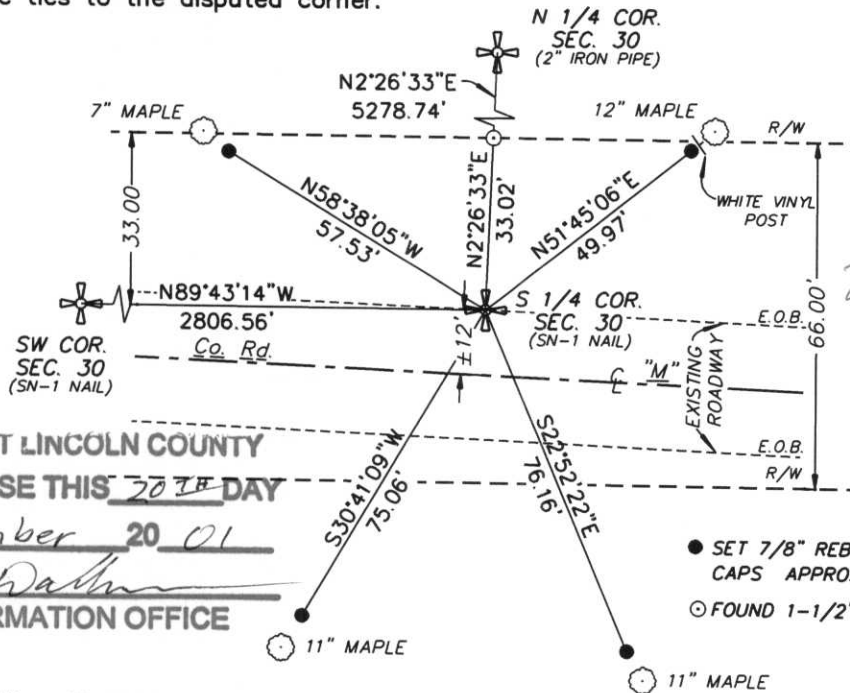 e ties to the disputed corner.
N 1/4 COR.
SEC. 30
(2" IRON PIPE)
N2°26'33"E
5278.74'
7" MAPLE
12" MAPLE
R/W
33.00
N58°38'05"W
57.53'
N2°26'33"E
33.02'
N51°45'06"E
49.97'
WHITE VINYL
POST
N89°43'14"W
2806.56'
S 1/4 COR.
SEC. 30
(SN-1 NAIL)
E.O.B.
66.00'
SW COR.
SEC. 30
(SN-1 NAIL)
Co. Rd.
±12'
℄ "M"
EXISTING
ROADWAY
E.O.B.
R/W
T LINCOLN COUNTY
SE THIS 20TH DAY
mber 20 01
RMATION OFFICE
S30°41'09"W
75.06'
S22°52'22"E
76.16'
● SET 7/8" REB
CAPS APPRO
⊙ FOUND 1-1/2"
11" MAPLE
11" MAPLE